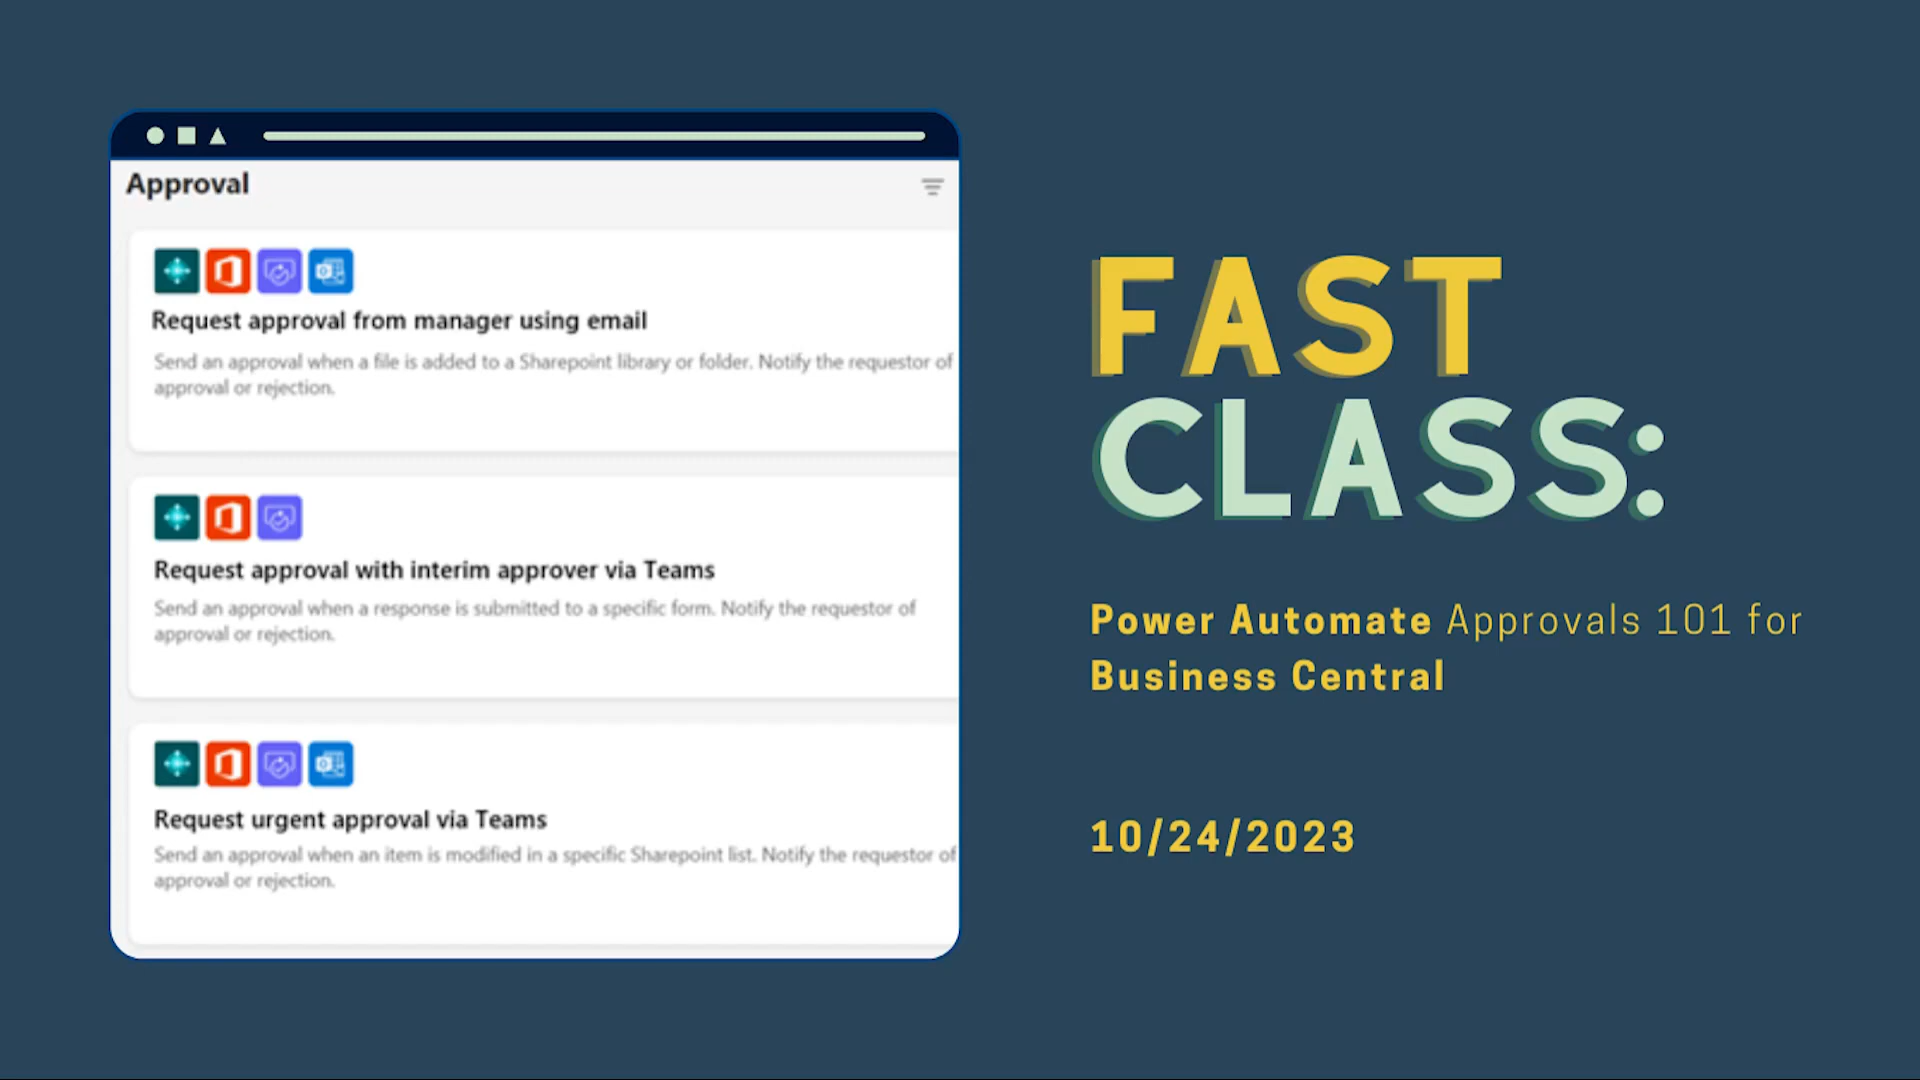 Approval
Request approval from manager using email
Send an approval when a file is added to a Sharepoint library or folder. Notify the requestor of
approval or rejection.
Request approval with interim approver via Teams
Send an approval when a response is submitted to a specific form. Notify the requestor of
approval or rejection.
Request urgent approval via Teams
Send an approval when an item is modified in a specific Sharepoint list. Notify the requestor of
approval or rejection.
FAST
CLASS:
Power Automate Approvals 101 for
Business Central
10/24/2023